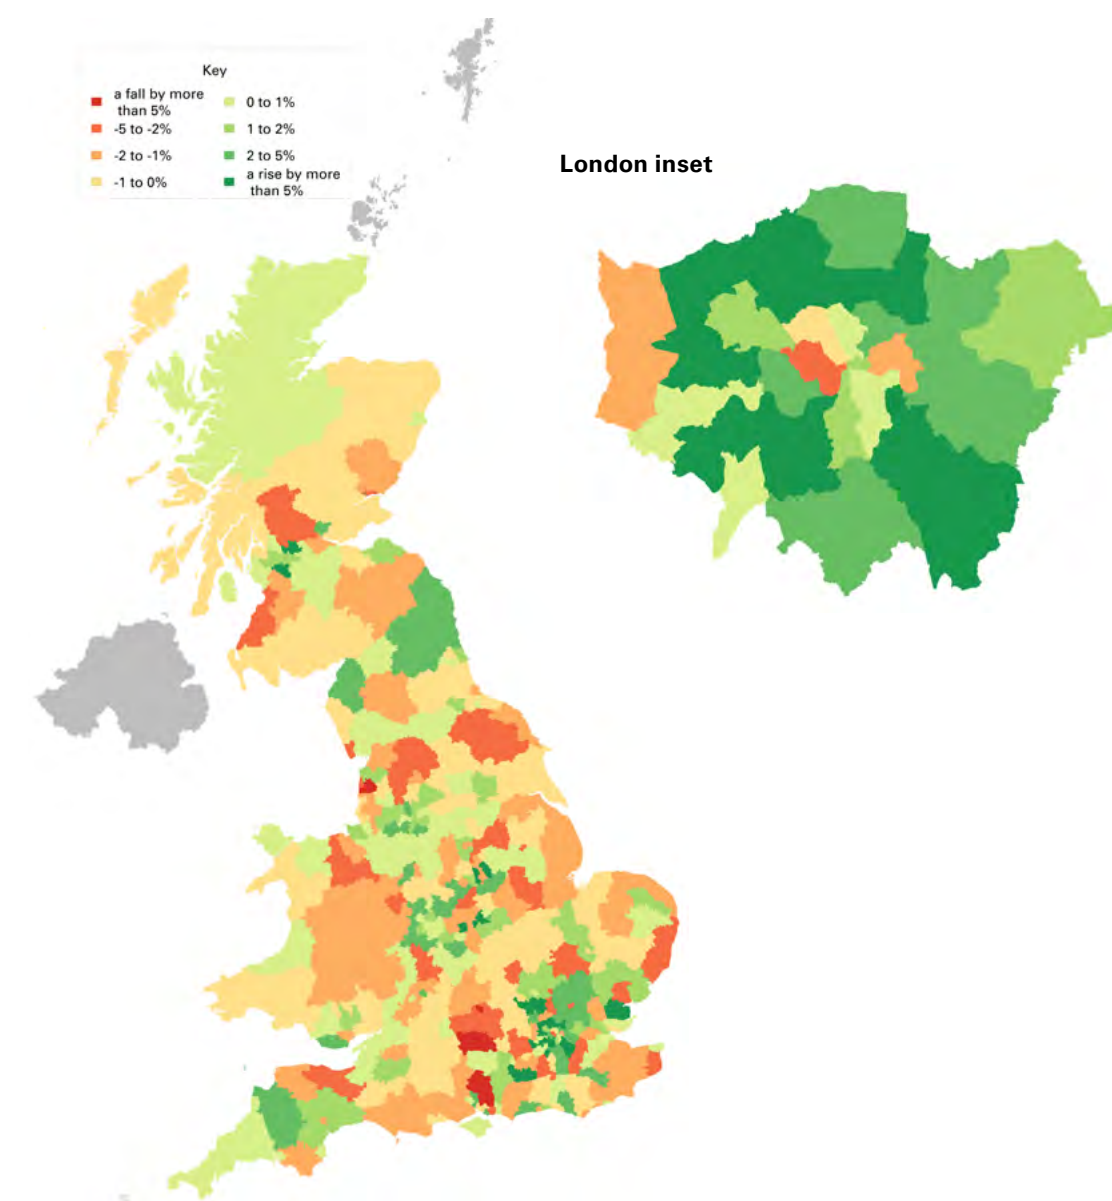 Key
a fall by more
than 5%
-5 to -2%
-2 to -1%
-1 to 0%
0 to 1%
1 to 2%
2 to 5%
a rise by more
than 5%
London inset